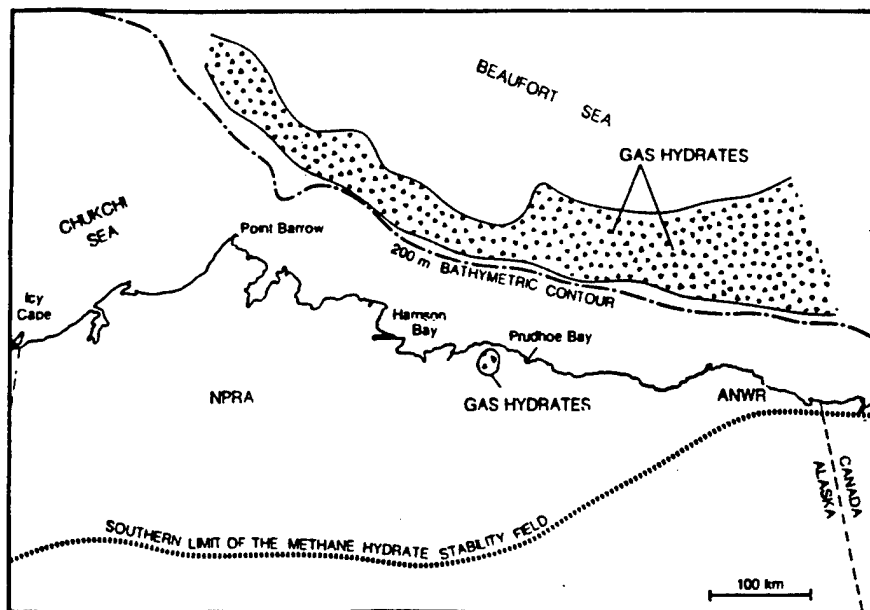 BEAUFORT
SEA
GAS HYDRATES
CHUKCHI
SEA
Point Barrow
200 m BATHYMETRIC CONTOUR
Icy
Cape
Harrison
Bay
Prudhoe Bay
NPRA
GAS HYDRATES
ANWR
CANADA
ALASKA
SOUTHERN LIMIT OF THE METHANE HYDRATE STABILITY FIELD
100 km